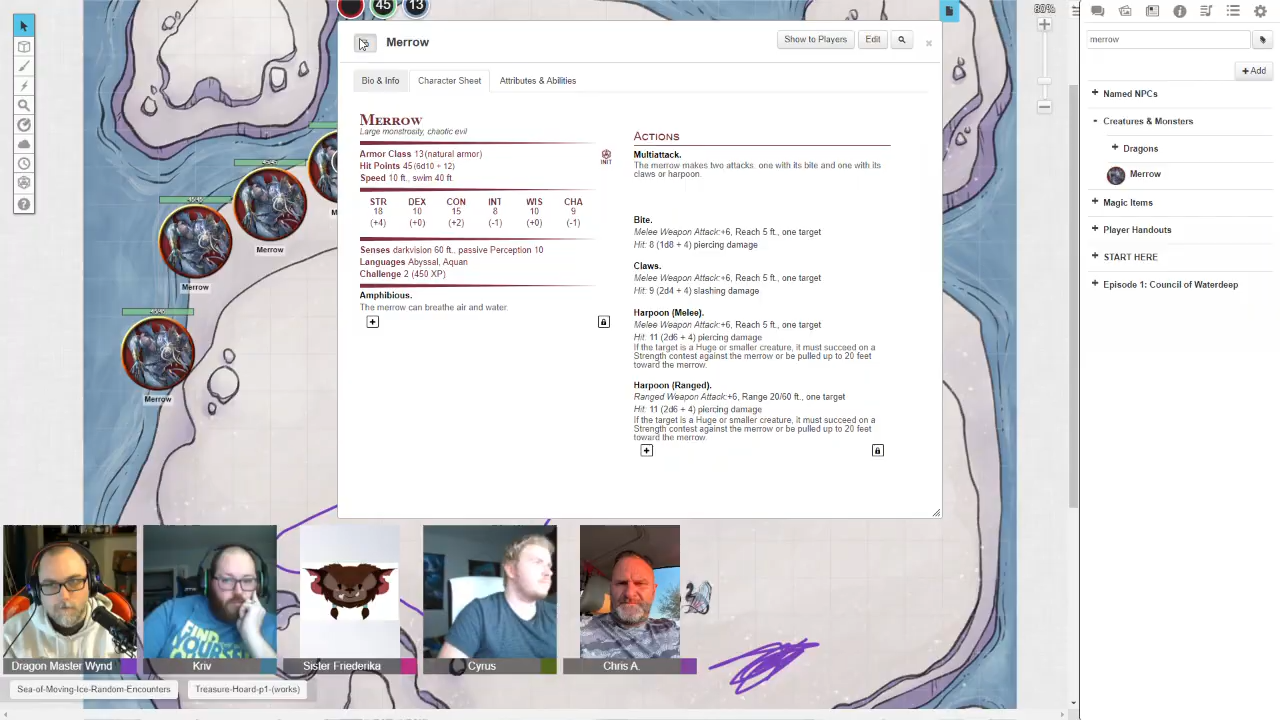 45
13
80%
Merrow
Show to Players
Edit
merrow
Bio & Info
Character Sheet
Attributes & Abilities
+ Add
+ Named NPCs
- Creatures & Monsters
+ Dragons
Merrow
+ Magic Items
+ Player Handouts
+ START HERE
+ Episode 1: Council of Waterdeep
MERROW
Large monstrosity, chaotic evil
Armor Class 13(natural armor)
Hit Points 45(6d10 + 12)
Speed 10 ft., swim 40 ft.
INIT
STR DEX CON INT WIS CHA
18 10 15 8 10 9
(+4) (+0) (+2) (-1) (+0) (-1)
Senses darkvision 60 ft., passive Perception 10
Languages Abyssal, Aquan
Challenge 2 (450 XP)
Amphibious.
The merrow can breathe air and water.
ACTIONS
Multiattack.
The merrow makes two attacks: one with its bite and one with its
claws or harpoon.
Bite.
Melee Weapon Attack:+6, Reach 5 ft., one target
Hit: 8 (1d8 + 4) piercing damage
Claws.
Melee Weapon Attack:+6, Reach 5 ft., one target
Hit: 9 (2d4 + 4) slashing damage
Harpoon (Melee).
Melee Weapon Attack:+6, Reach 5 ft., one target
Hit: 11 (2d6 + 4) piercing damage
If the target is a Huge or smaller creature, it must succeed on a
Strength contest against the merrow or be pulled up to 20 feet
toward the merrow.
Harpoon (Ranged).
Ranged Weapon Attack:+6, Range 20/60 ft., one target
Hit: 11 (2d6 + 4) piercing damage
If the target is a Huge or smaller creature, it must succeed on a
Strength contest against the merrow or be pulled up to 20 feet
toward the merrow.
Merrow
Merrow
Merrow
Dragon Master Wynd
Kriv
Sister Friederika
Cyrus
Chris A.
Sea-of-Moving-Ice-Random-Encounters
Treasure-Hoard-p1-(works)